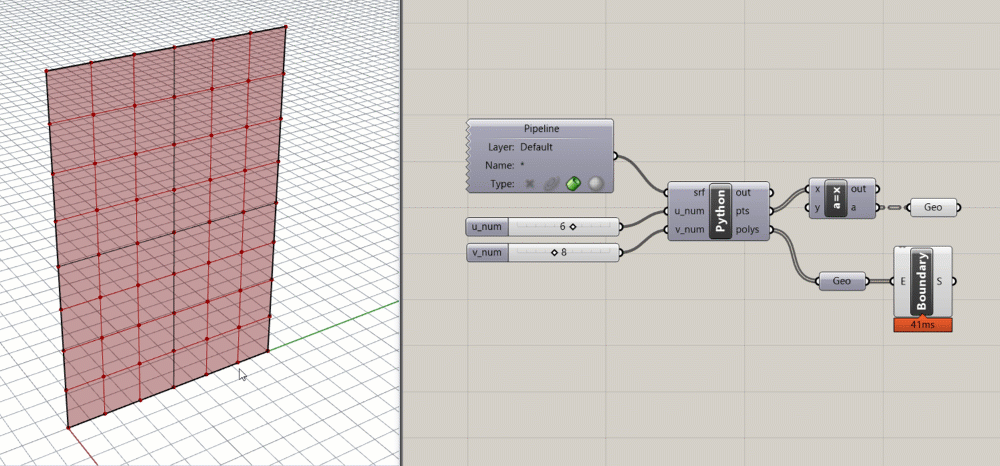 Pipeline
Layer: Default
Name: *
Type:
u_num 6
v_num 8
srf out
u_num pts
v_num polys
Python
x out
y a
a=x
Geo
Geo
E S
Boundary
41ms